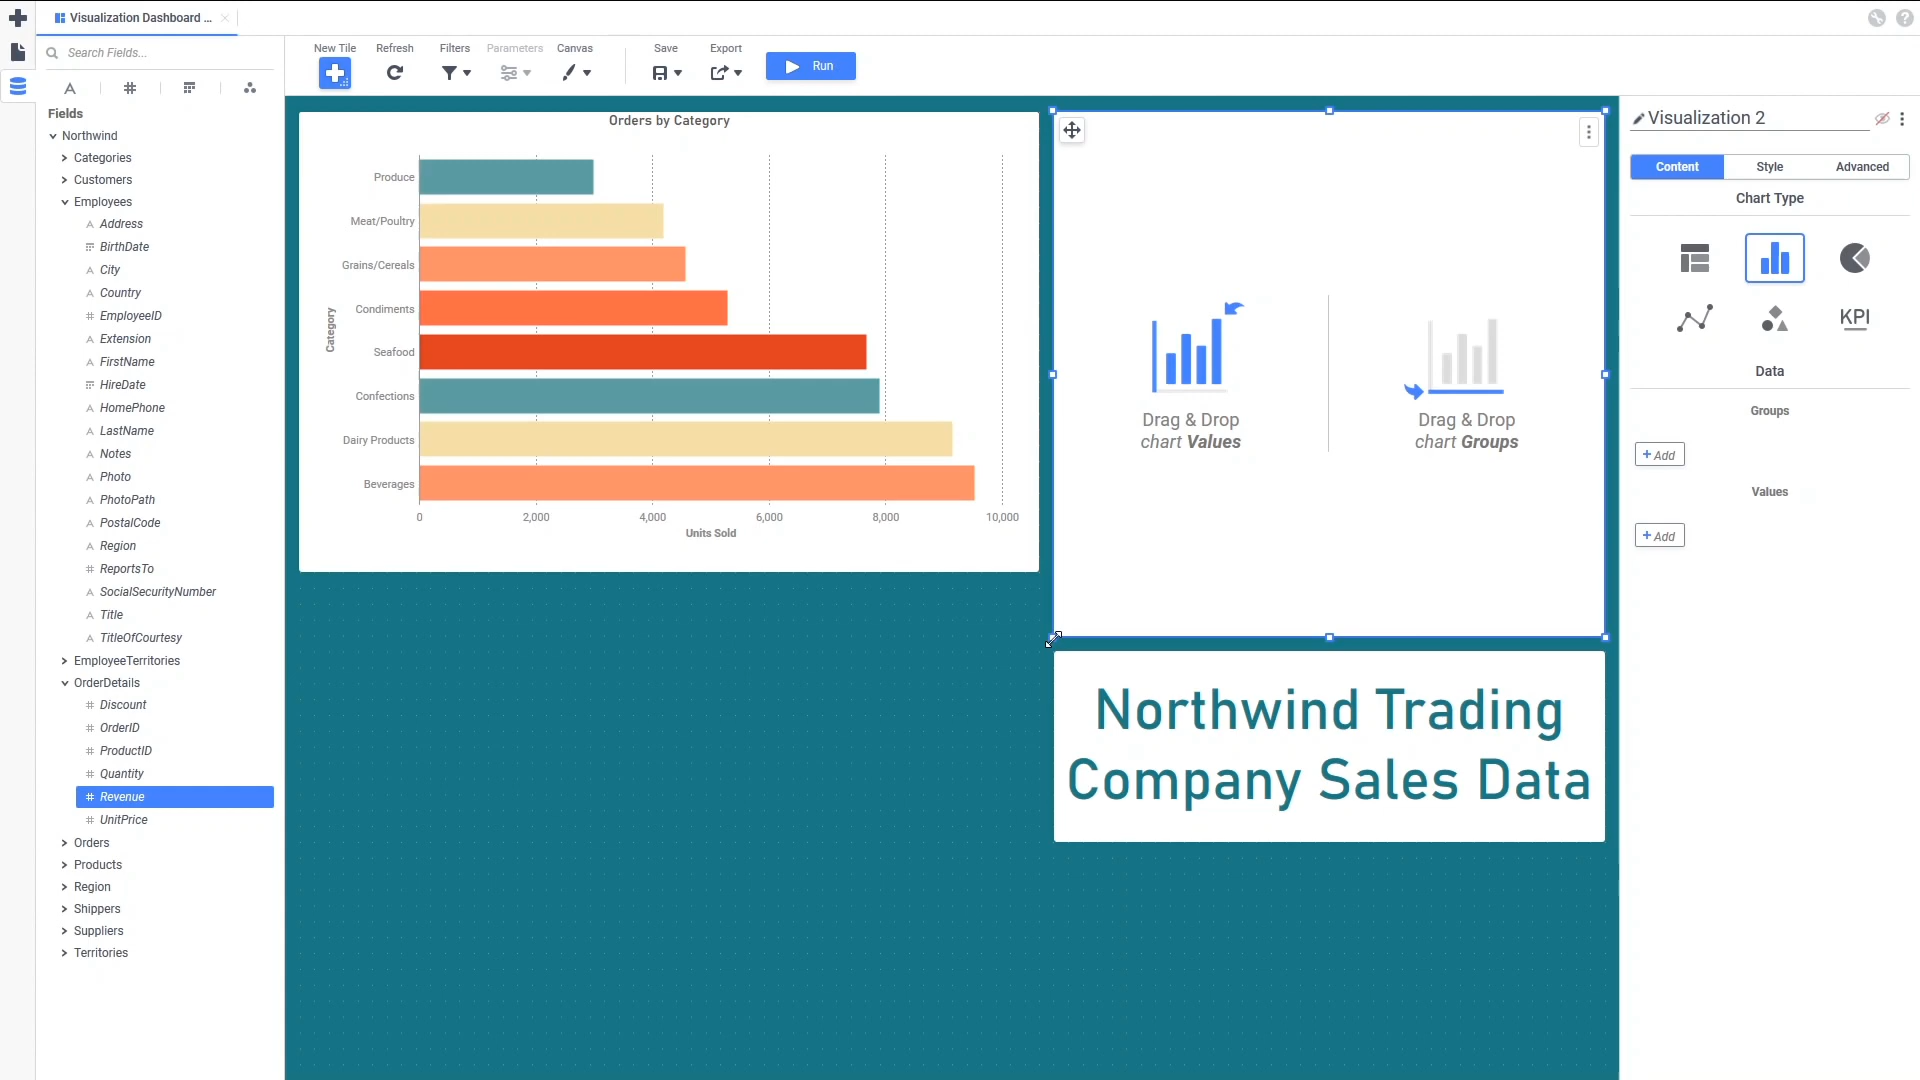 Visualization Dashboard ...
Search Fields...
New Tile
Refresh
Filters
Parameters
Canvas
Save
Export
Run
Fields
Northwind
Categories
Customers
Employees
Address
BirthDate
City
Country
EmployeeID
Extension
FirstName
HireDate
HomePhone
LastName
Notes
Photo
PhotoPath
PostalCode
Region
ReportsTo
SocialSecurityNumber
Title
TitleOfCourtesy
EmployeeTerritories
OrderDetails
Discount
OrderID
ProductID
Quantity
Revenue
UnitPrice
Orders
Products
Region
Shippers
Suppliers
Territories
Orders by Category
Category
Produce
Meat/Poultry
Grains/Cereals
Condiments
Seafood
Confections
Dairy Products
Beverages
0 2,000 4,000 6,000 8,000 10,000
Units Sold
Drag & Drop
chart Values
Drag & Drop
chart Groups
Northwind Trading
Company Sales Data
Visualization 2
Content
Style
Advanced
Chart Type
KPI
Data
Groups
+ Add
Values
+ Add